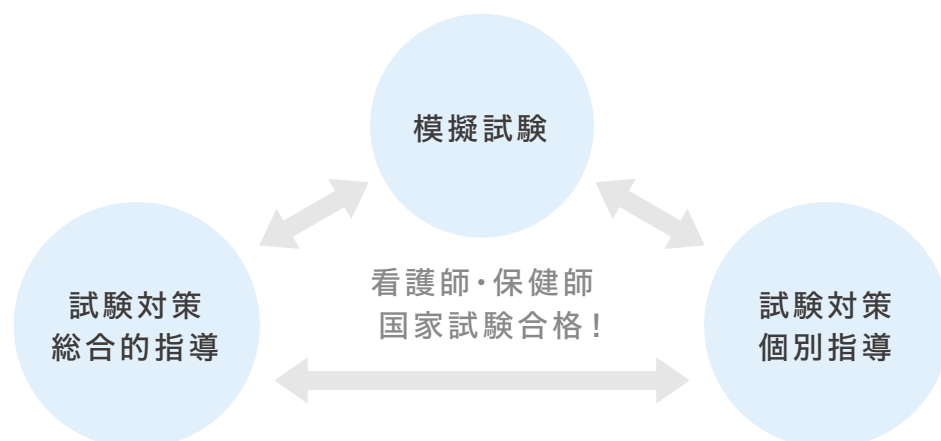 模擬試験
看護師・保健師
国家試験合格！
試験対策
総合的指導
試験対策
個別指導